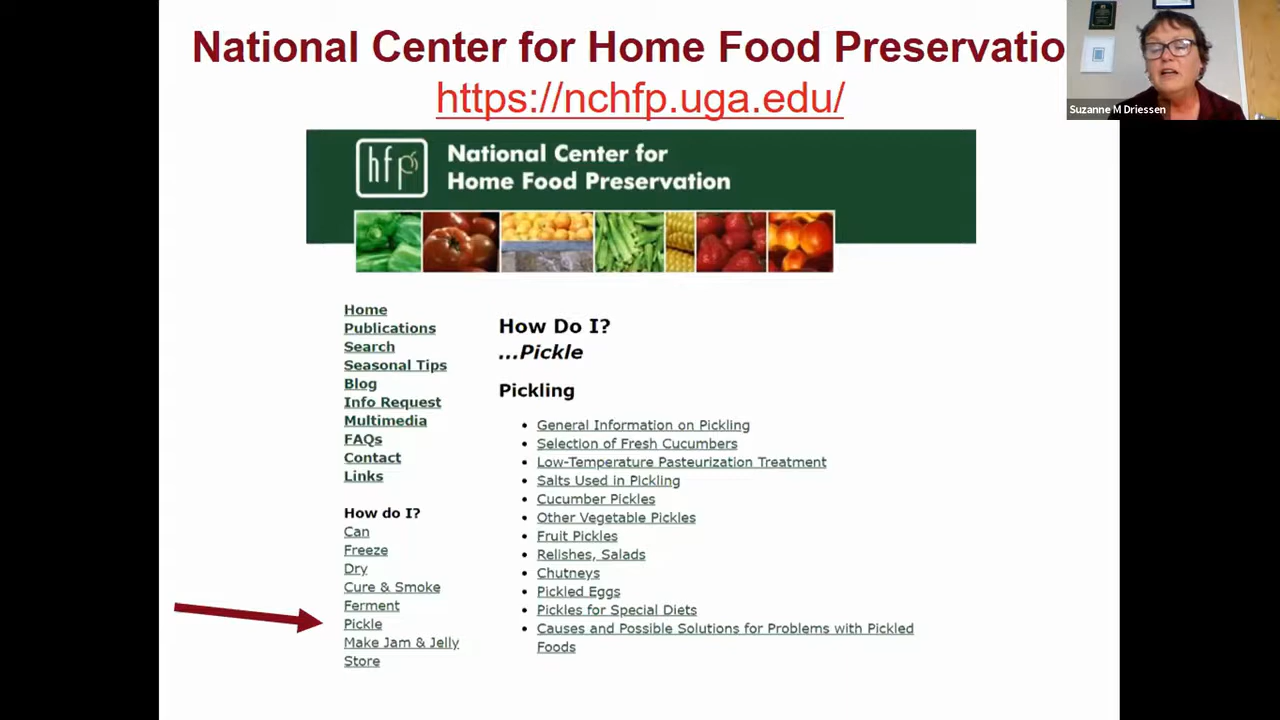 National Center for Home Food Preservatio
https://nchfp.uga.edu/
Suzanne M Driessen
hfp
National Center for
Home Food Preservation
Home
Publications
Search
Seasonal Tips
Blog
Info Request
Multimedia
FAQs
Contact
Links
How do I?
Can
Freeze
Dry
Cure & Smoke
Ferment
Pickle
Make Jam & Jelly
Store
How Do I?
...Pickle
Pickling
General Information on Pickling
Selection of Fresh Cucumbers
Low-Temperature Pasteurization Treatment
Salts Used in Pickling
Cucumber Pickles
Other Vegetable Pickles
Fruit Pickles
Relishes, Salads
Chutneys
Pickled Eggs
Pickles for Special Diets
Causes and Possible Solutions for Problems with Pickled
Foods